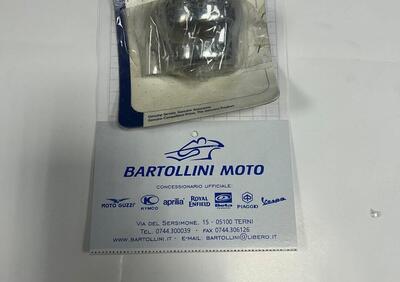 BARTOLLINI MOTO
CONCESSIONARIO UFFICIALE:
MOTO GUZZI KYMCO aprilia ROYAL ENFIELD Beta PIAGGIO Vespa
VIA DEL SERSIMONE, 15 - 05100 TERNI
TEL. 0744.300039 - FAX 0744.306126
WWW.BARTOLLINI.IT - E-MAIL: BARTOLLINI@LIBERO.IT